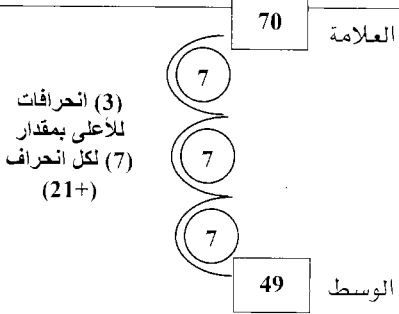 العلامة 70
7
(3) انحرافات
للأعلى بمقدار
(7) لكل انحراف
(+21)
7
7
الوسط 49